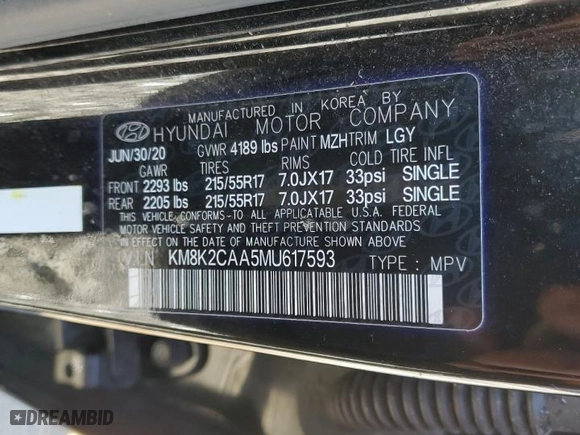 MANUFACTURED IN KOREA BY
HYUNDAI MOTOR COMPANY
JUN/30/20 GVWR 4189 lbs PAINT MZH TRIM LGY
GAWR TIRES RIMS COLD TIRE INFL
FRONT 2293 lbs 215/55R17 7.0JX17 33psi SINGLE
REAR 2205 lbs 215/55R17 7.0JX17 33psi SINGLE
THIS VEHICLE CONFORMS TO ALL APPLICABLE U.S.A. FEDERAL
MOTOR VEHICLE SAFETY AND THEFT PREVENTION STANDARDS
IN EFFECT ON THE DATE OF MANUFACTURE SHOWN ABOVE.
VIN KM8K2CAA5MU617593 TYPE : MPV
DREAMBID